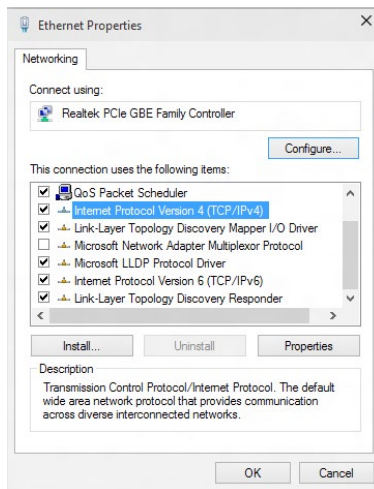 Ethernet Properties
Networking
Connect using:
Realtek PCIe GBE Family Controller
Configure...
This connection uses the following items:
QoS Packet Scheduler
Internet Protocol Version 4 (TCP/IPv4)
Link-Layer Topology Discovery Mapper I/O Driver
Microsoft Network Adapter Multiplexor Protocol
Microsoft LLDP Protocol Driver
Internet Protocol Version 6 (TCP/IPv6)
Link-Layer Topology Discovery Responder
Install...
Uninstall
Properties
Description
Transmission Control Protocol/Internet Protocol. The default
wide area network protocol that provides communication
across diverse interconnected networks.
OK
Cancel